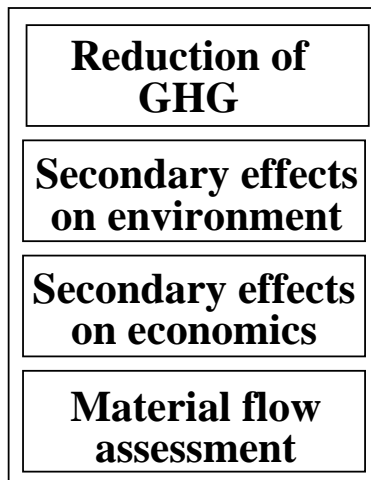 Reduction of
GHG
Secondary effects
on environment
Secondary effects
on economics
Material flow
assessment